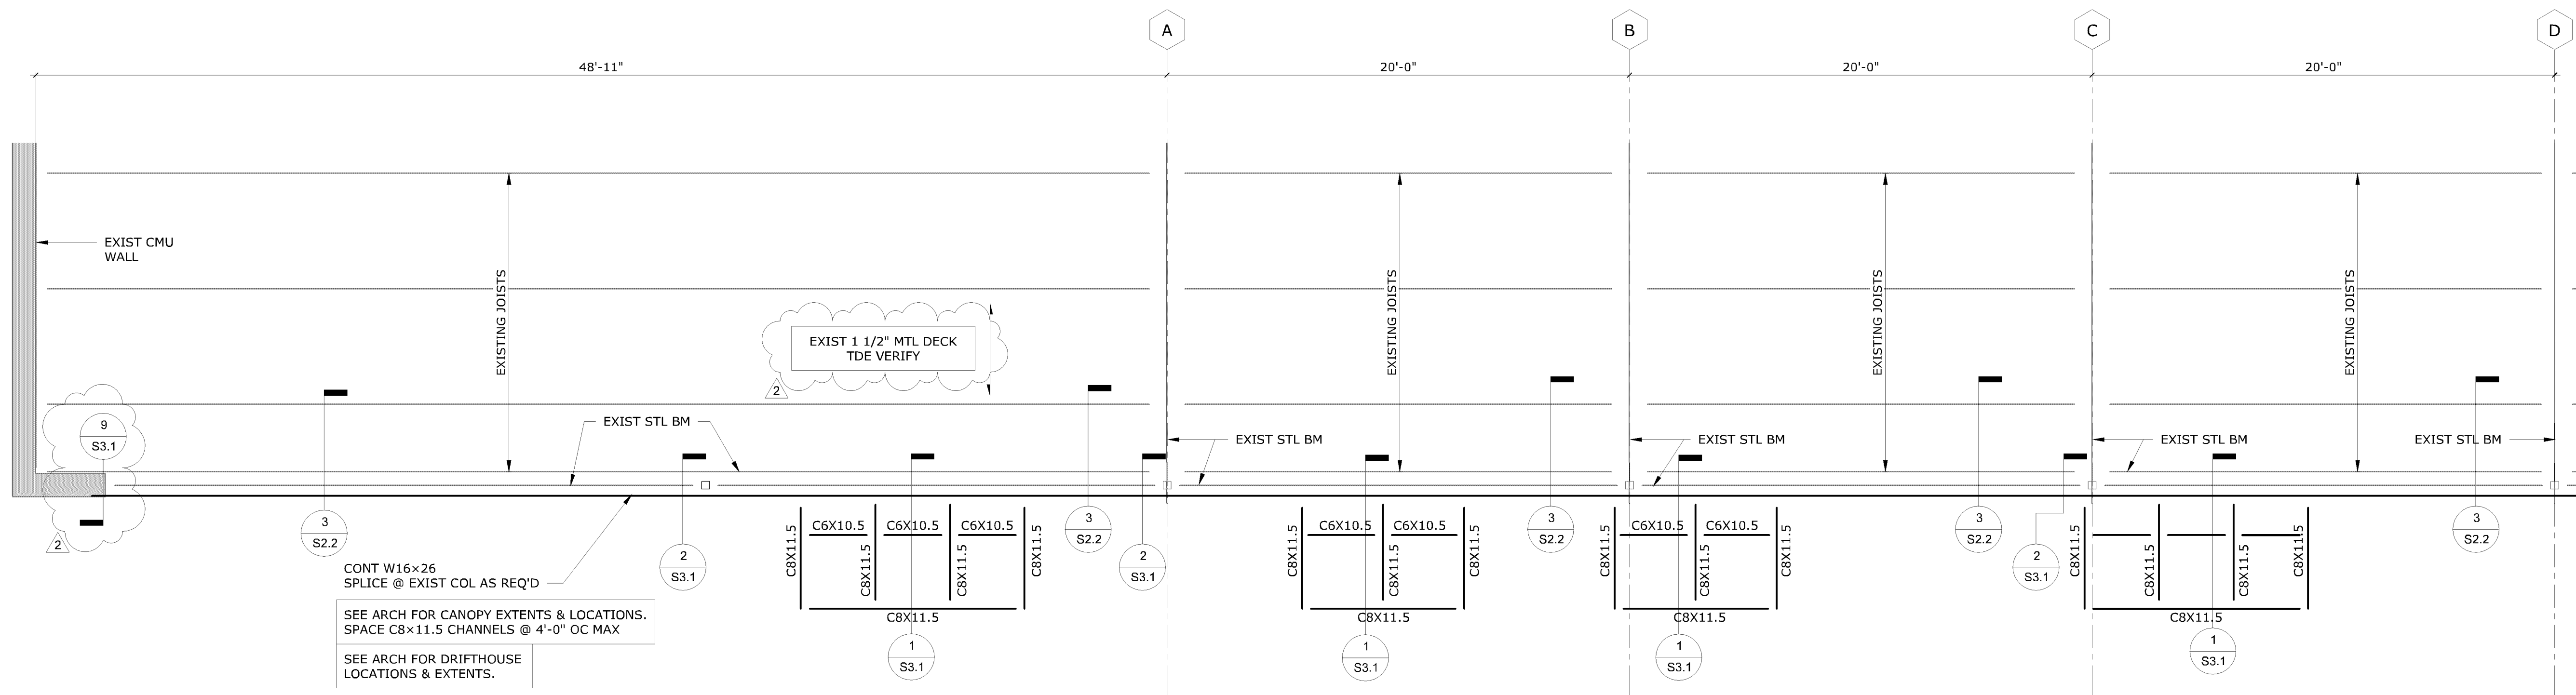 A
B
C
D
48'-11"
20'-0"
20'-0"
20'-0"
EXIST CMU
WALL
EXISTING JOISTS
EXISTING JOISTS
EXISTING JOISTS
EXISTING JOISTS
EXIST 1 1/2" MTL DECK
TDE VERIFY
2
9
S3.1
2
EXIST STL BM
EXIST STL BM
EXIST STL BM
EXIST STL BM
EXIST STL BM
3
S2.2
2
S3.1
3
S2.2
2
S3.1
3
S2.2
3
S2.2
2
S3.1
3
S2.2
CONT W16×26
SPLICE @ EXIST COL AS REQ'D
SEE ARCH FOR CANOPY EXTENTS & LOCATIONS.
SPACE C8×11.5 CHANNELS @ 4'-0" OC MAX
SEE ARCH FOR DRIFTHOUSE
LOCATIONS & EXTENTS.
C8X11.5
C6X10.5
C8X11.5
C6X10.5
C8X11.5
C6X10.5
C8X11.5
C8X11.5
1
S3.1
C8X11.5
C6X10.5
C8X11.5
C6X10.5
C8X11.5
C8X11.5
1
S3.1
C8X11.5
C6X10.5
C8X11.5
C6X10.5
C8X11.5
C8X11.5
1
S3.1
C8X11.5
C8X11.5
C8X11.5
C8X11.5
C8X11.5
1
S3.1